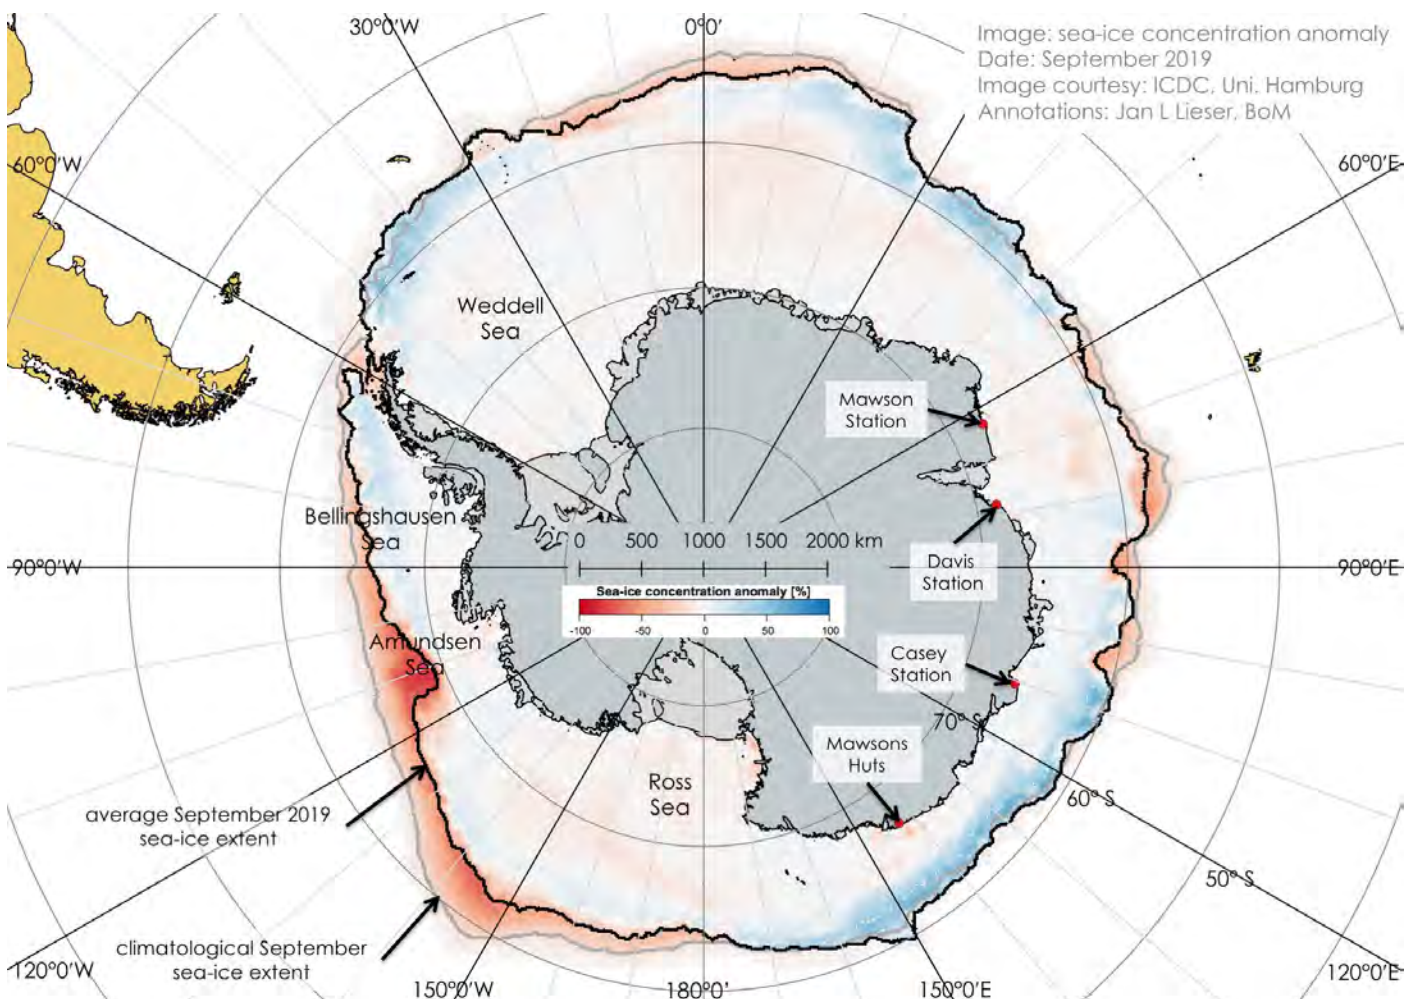 30°0'W
0°0'
Image: sea-ice concentration anomaly
Date: September 2019
Image courtesy: ICDC, Uni. Hamburg
Annotations: Jan L Lieser, BoM
60°0'W
60°0'E
Weddell
Sea
Mawson
Station
Bellingshausen
Sea
0 500 1000 1500 2000 km
Davis
Station
90°0'W
90°0'E
Sea-ice concentration anomaly [%]
-100 -50 0 50 100
Amundsen
Sea
Casey
Station
70° S
Mawsons
Huts
Ross
Sea
60° S
average September 2019
sea-ice extent
50° S
climatological September
sea-ice extent
120°0'W
120°0'E
150°0'W
180°0'
150°0'E